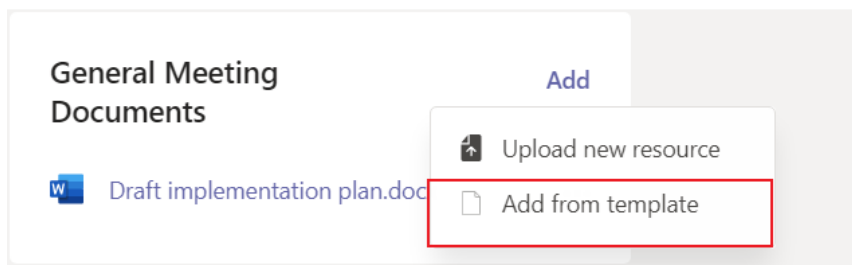 General Meeting
Documents
Add
Upload new resource
W Draft implementation plan.doc
Add from template